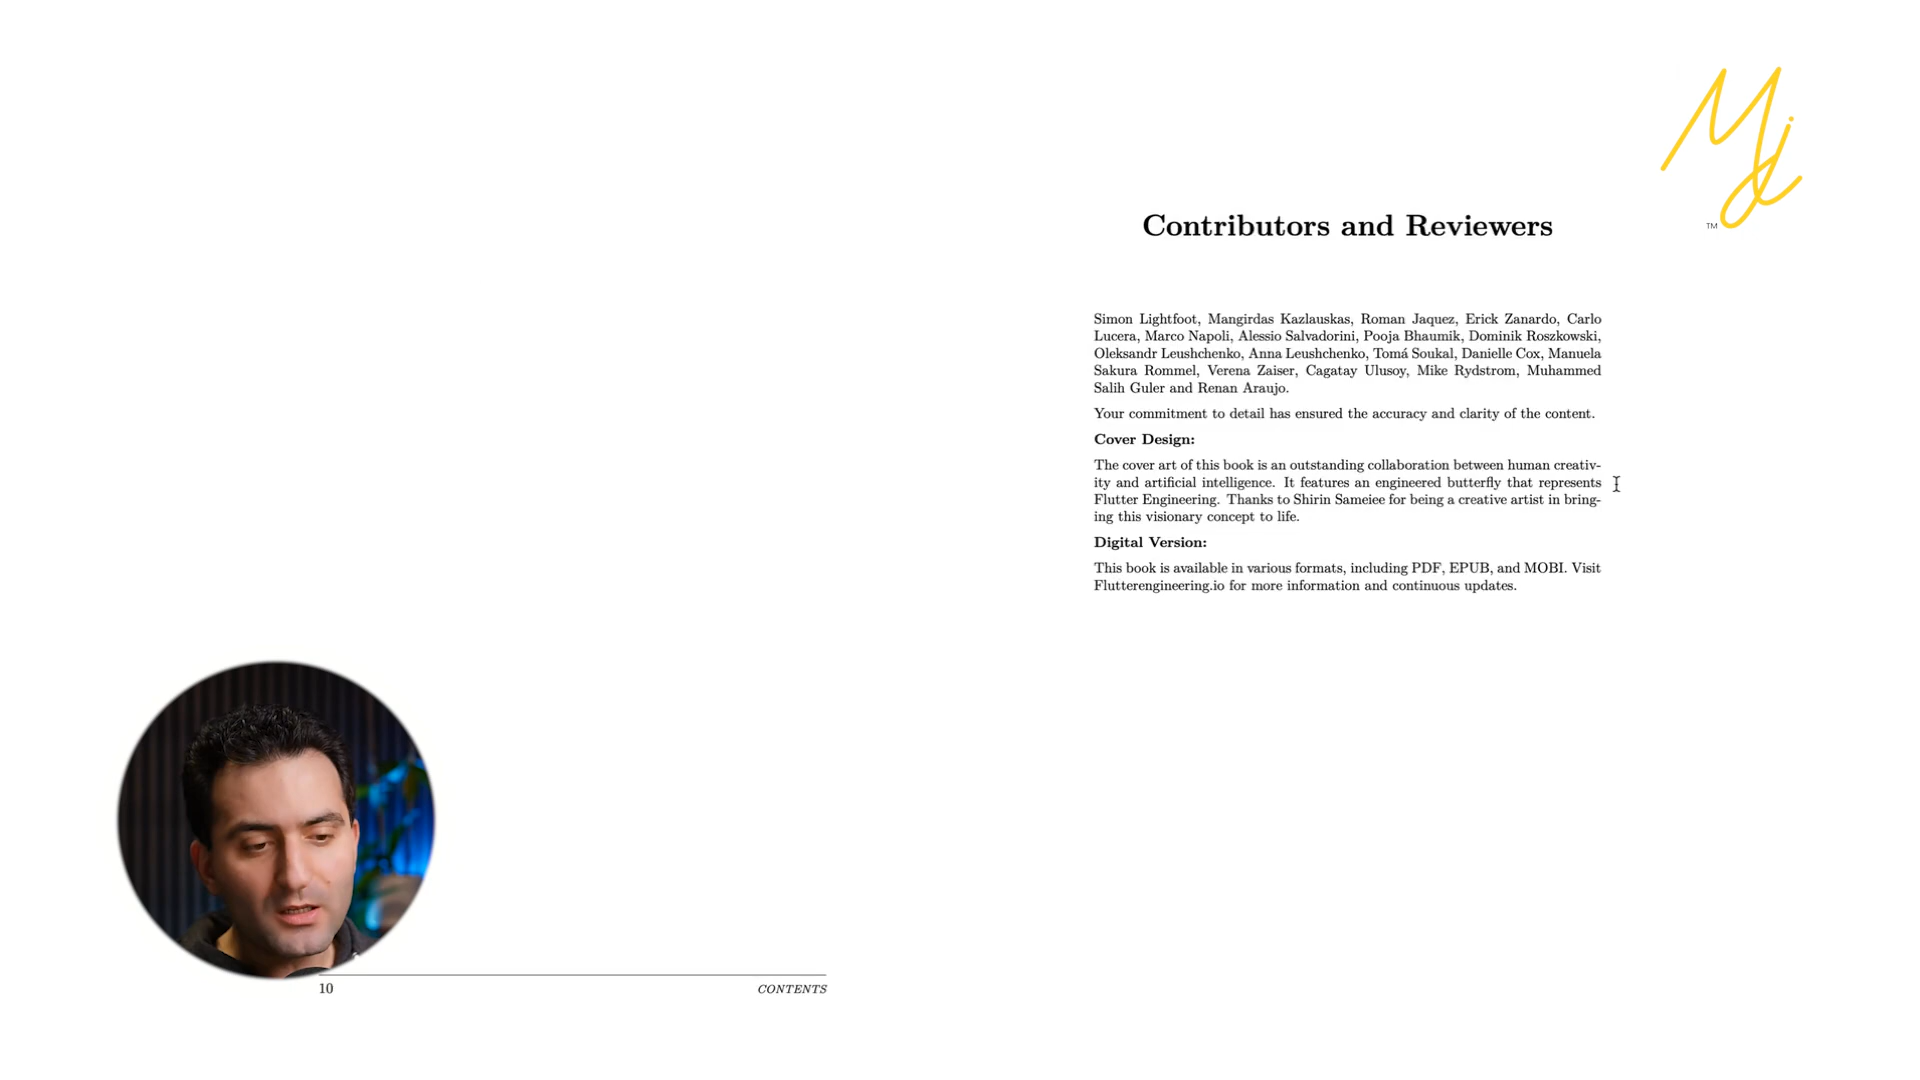 Contributors and Reviewers
Simon Lightfoot, Mangirdas Kazlauskas, Roman Jaquez, Erick Zanardo, Carlo
Lucera, Marco Napoli, Alessio Salvadorini, Pooja Bhaumik, Dominik Roszkowski,
Oleksandr Leushchenko, Anna Leushchenko, Tomá Soukal, Danielle Cox, Manuela
Sakura Rommel, Verena Zaiser, Cagatay Ulusoy, Mike Rydstrom, Muhammed
Salih Guler and Renan Araujo.
Your commitment to detail has ensured the accuracy and clarity of the content.
Cover Design:
The cover art of this book is an outstanding collaboration between human creativ-
ity and artificial intelligence. It features an engineered butterfly that represents
Flutter Engineering. Thanks to Shirin Sameiee for being a creative artist in bring-
ing this visionary concept to life.
Digital Version:
This book is available in various formats, including PDF, EPUB, and MOBI. Visit
Flutterengineering.io for more information and continuous updates.
10 CONTENTS
TM